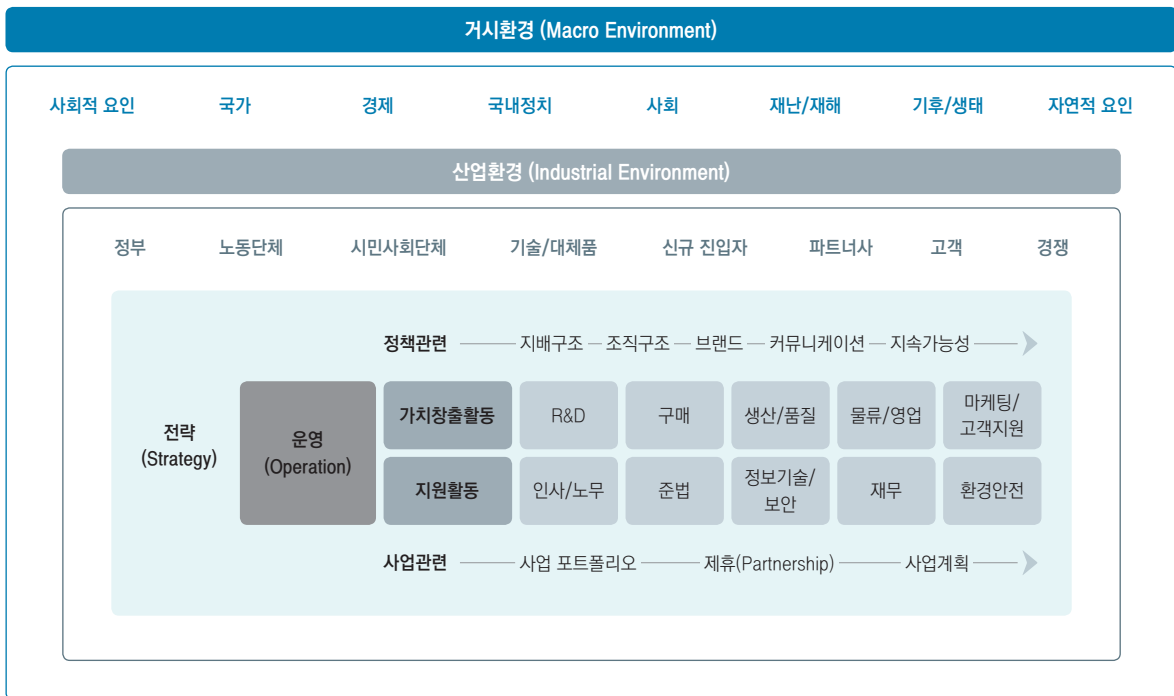 거시환경 (Macro Environment)
사회적 요인 국가 경제 국내정치 사회 재난/재해 기후/생태 자연적 요인
산업환경 (Industrial Environment)
정부 노동단체 시민사회단체 기술/대체품 신규 진입자 파트너사 고객 경쟁
정책관련 지배구조 조직구조 브랜드 커뮤니케이션 지속가능성
전략
(Strategy)
운영
(Operation)
가치창출활동 R&D 구매 생산/품질 물류/영업 마케팅/
고객지원
지원활동 인사/노무 준법 정보기술/
보안 재무 환경안전
사업관련 사업 포트폴리오 제휴(Partnership) 사업계획